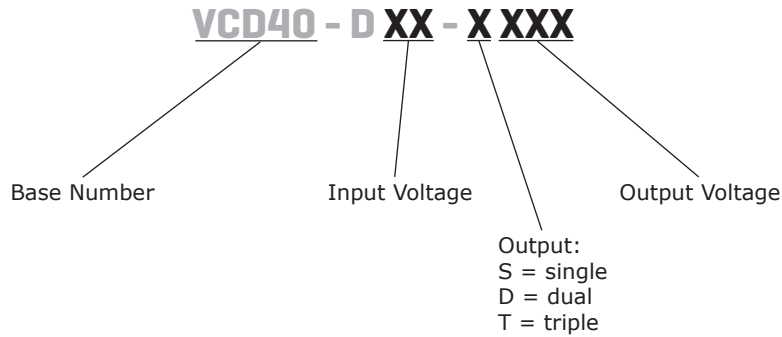 VCD40 - D XX - X XXX
Base Number
Input Voltage
Output Voltage
Output:
S = single
D = dual
T = triple